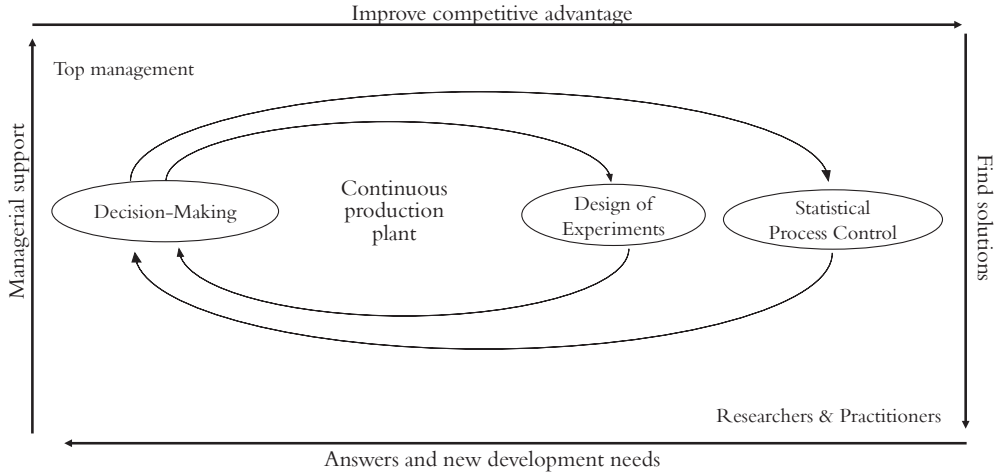 Improve competitive advantage
Top management
Managerial support
Decision-Making
Continuous
production
plant
Design of
Experiments
Statistical
Process Control
Find solutions
Researchers & Practitioners
Answers and new development needs